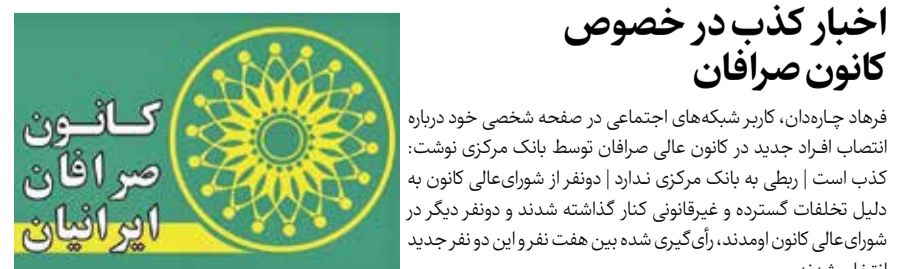 اخبار کذب در خصوص
کانون صرافان
فرهاد چاره‌دان، کاربر شبکه‌های اجتماعی در صفحه شخصی خود درباره
انتصاب افراد جدید در کانون عالی صرافان توسط بانک مرکزی نوشت:
کذب است | ربطی به بانک مرکزی ندارد | دونفر از شورای‌عالی کانون به
دلیل تخلفات گسترده و غیرقانونی کنار گذاشته شدند و دونفر دیگر در
شورای‌عالی کانون اومدند، رأی‌گیری شده بین هفت نفر و این دو نفر جدید
کانــون
صرافان
ایرانیان